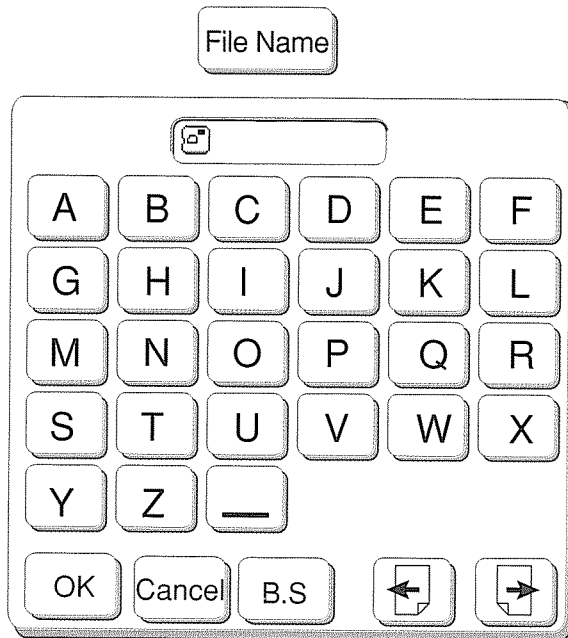 File Name
A B C D E F
G H I J K L
M N O P Q R
S T U V W X
Y Z _
OK Cancel B.S